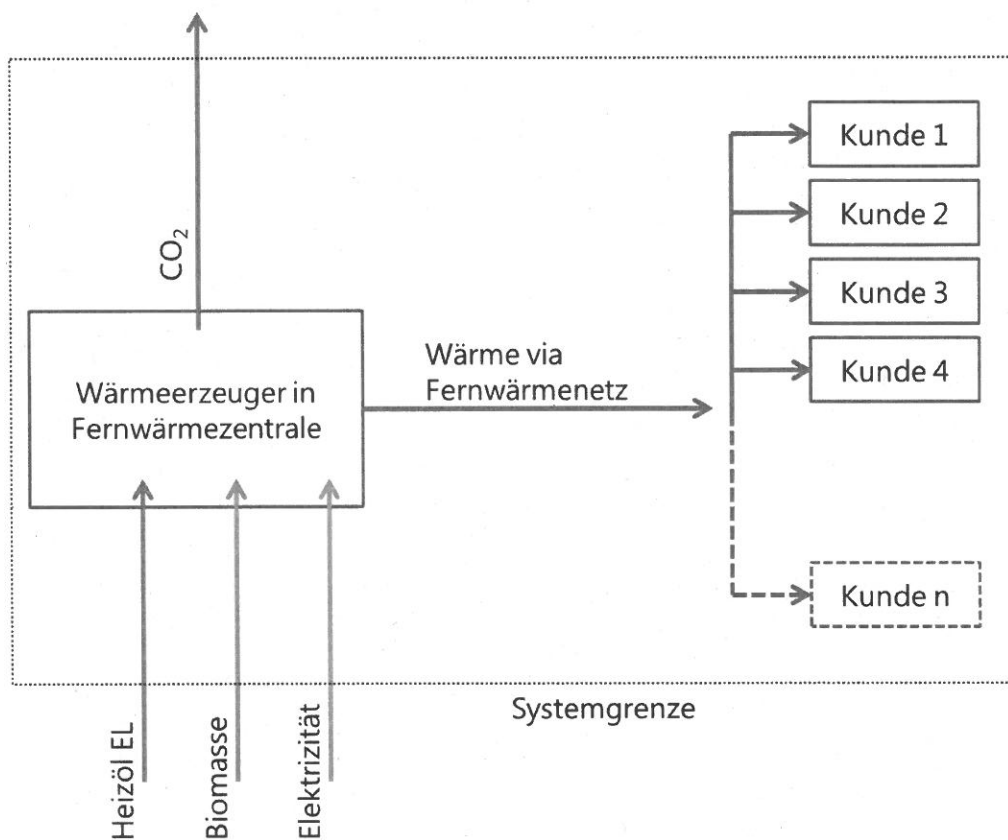 Kunde 1
Kunde 2
CO₂
Kunde 3
Wärme via
Fernwärmenetz
Kunde 4
Wärmeerzeuger in
Fernwärmezentrale
Kunde n
Systemgrenze
Heizöl EL
Biomasse
Elektrizität